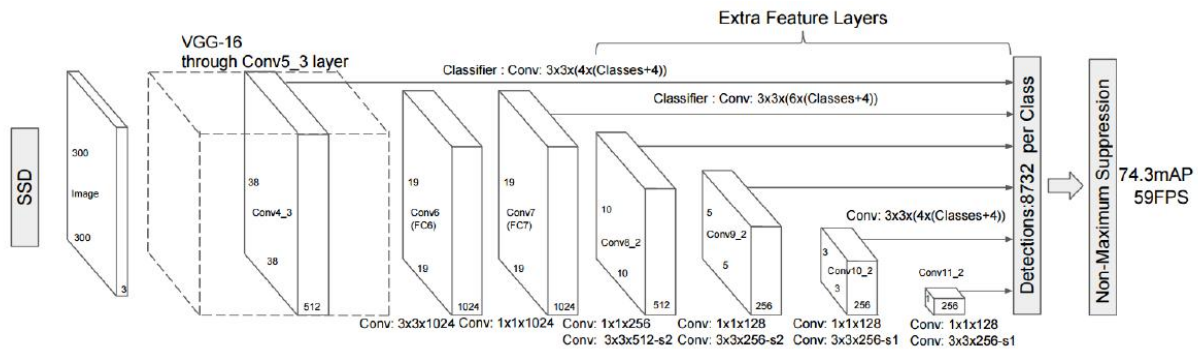 Extra Feature Layers
VGG-16
through Conv5_3 layer
Classifier : Conv: 3x3x(4x(Classes+4))
Classifier : Conv: 3x3x(6x(Classes+4))
SSD
300
Image
300
3
38
Conv4_3
38
512
19
Conv6
(FC6)
19
1024
19
Conv7
(FC7)
19
1024
10
Conv8_2
10
512
5
Conv9_2
5
256
Conv: 3x3x(4x(Classes+4))
3
Conv10_2
3
256
Conv11_2
1
256
Conv: 3x3x1024
Conv: 1x1x1024
Conv: 1x1x256
Conv: 3x3x512-s2
Conv: 1x1x128
Conv: 3x3x256-s2
Conv: 1x1x128
Conv: 3x3x256-s1
Conv: 1x1x128
Conv: 3x3x256-s1
Detections:8732 per Class
Non-Maximum Suppression
74.3mAP
59FPS